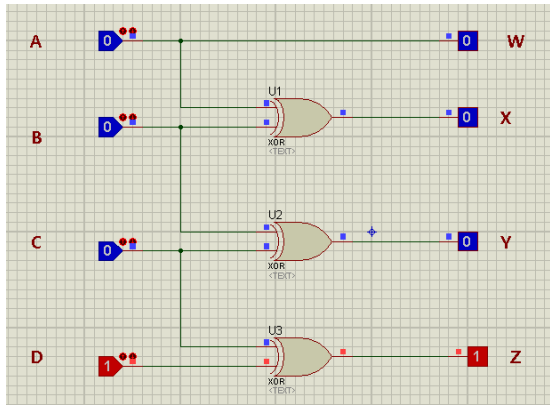 A 0 0 W
U1
B 0 0 X
XOR
<TEXT>
U2
C 0 0 Y
XOR
<TEXT>
U3
D 1 1 Z
XOR
<TEXT>